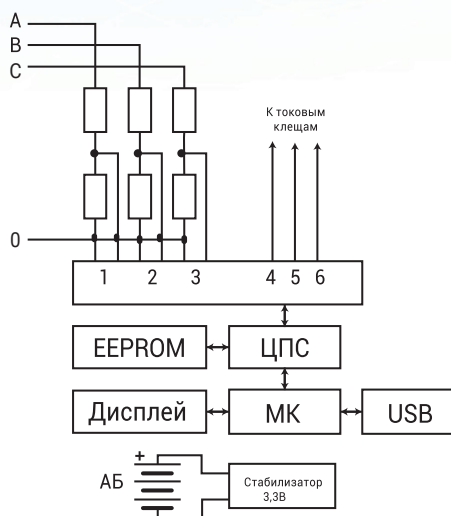 A
B
C
К токовым
клещам
0
1 2 3 4 5 6
EEPROM
ЦПС
Дисплей
МК
USB
+
АБ
Стабилизатор
3,3В